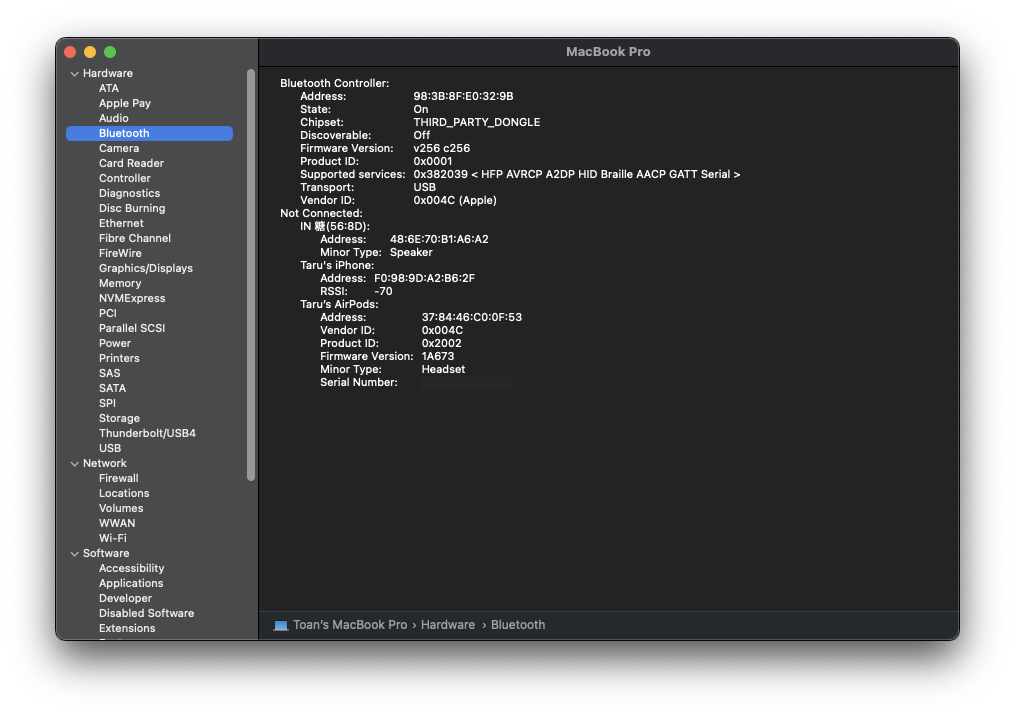 MacBook Pro
Hardware
ATA
Apple Pay
Audio
Bluetooth
Camera
Card Reader
Controller
Diagnostics
Disc Burning
Ethernet
Fibre Channel
FireWire
Graphics/Displays
Memory
NVMExpress
PCI
Parallel SCSI
Power
Printers
SAS
SATA
SPI
Storage
Thunderbolt/USB4
USB
Network
Firewall
Locations
Volumes
WWAN
Wi-Fi
Software
Accessibility
Applications
Developer
Disabled Software
Extensions
Bluetooth Controller:
Address: 98:3B:8F:E0:32:9B
State: On
Chipset: THIRD_PARTY_DONGLE
Discoverable: Off
Firmware Version: v256 c256
Product ID: 0x0001
Supported services: 0x382039 < HFP AVRCP A2DP HID Braille AACP GATT Serial >
Transport: USB
Vendor ID: 0x004C (Apple)
Not Connected:
IN 糖(56:8D):
Address: 48:6E:70:B1:A6:A2
Minor Type: Speaker
Taru's iPhone:
Address: F0:98:9D:A2:B6:2F
RSSI: -70
Taru's AirPods:
Address: 37:84:46:C0:0F:53
Vendor ID: 0x004C
Product ID: 0x2002
Firmware Version: 1A673
Minor Type: Headset
Serial Number:
Toan's MacBook Pro › Hardware › Bluetooth